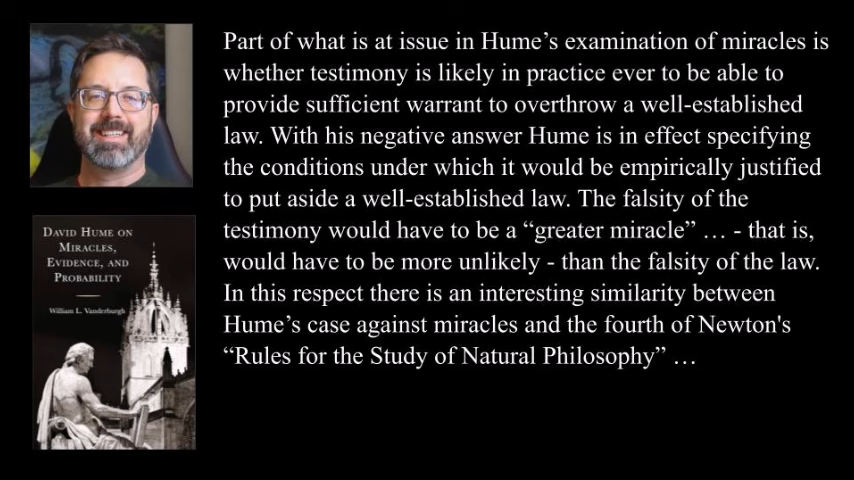 Part of what is at issue in Hume’s examination of miracles is
whether testimony is likely in practice ever to be able to
provide sufficient warrant to overthrow a well-established
law. With his negative answer Hume is in effect specifying
the conditions under which it would be empirically justified
to put aside a well-established law. The falsity of the
testimony would have to be a “greater miracle” … - that is,
would have to be more unlikely - than the falsity of the law.
In this respect there is an interesting similarity between
Hume’s case against miracles and the fourth of Newton's
“Rules for the Study of Natural Philosophy” …
DAVID HUME ON
MIRACLES,
EVIDENCE, AND
PROBABILITY
William L. Vanderburgh